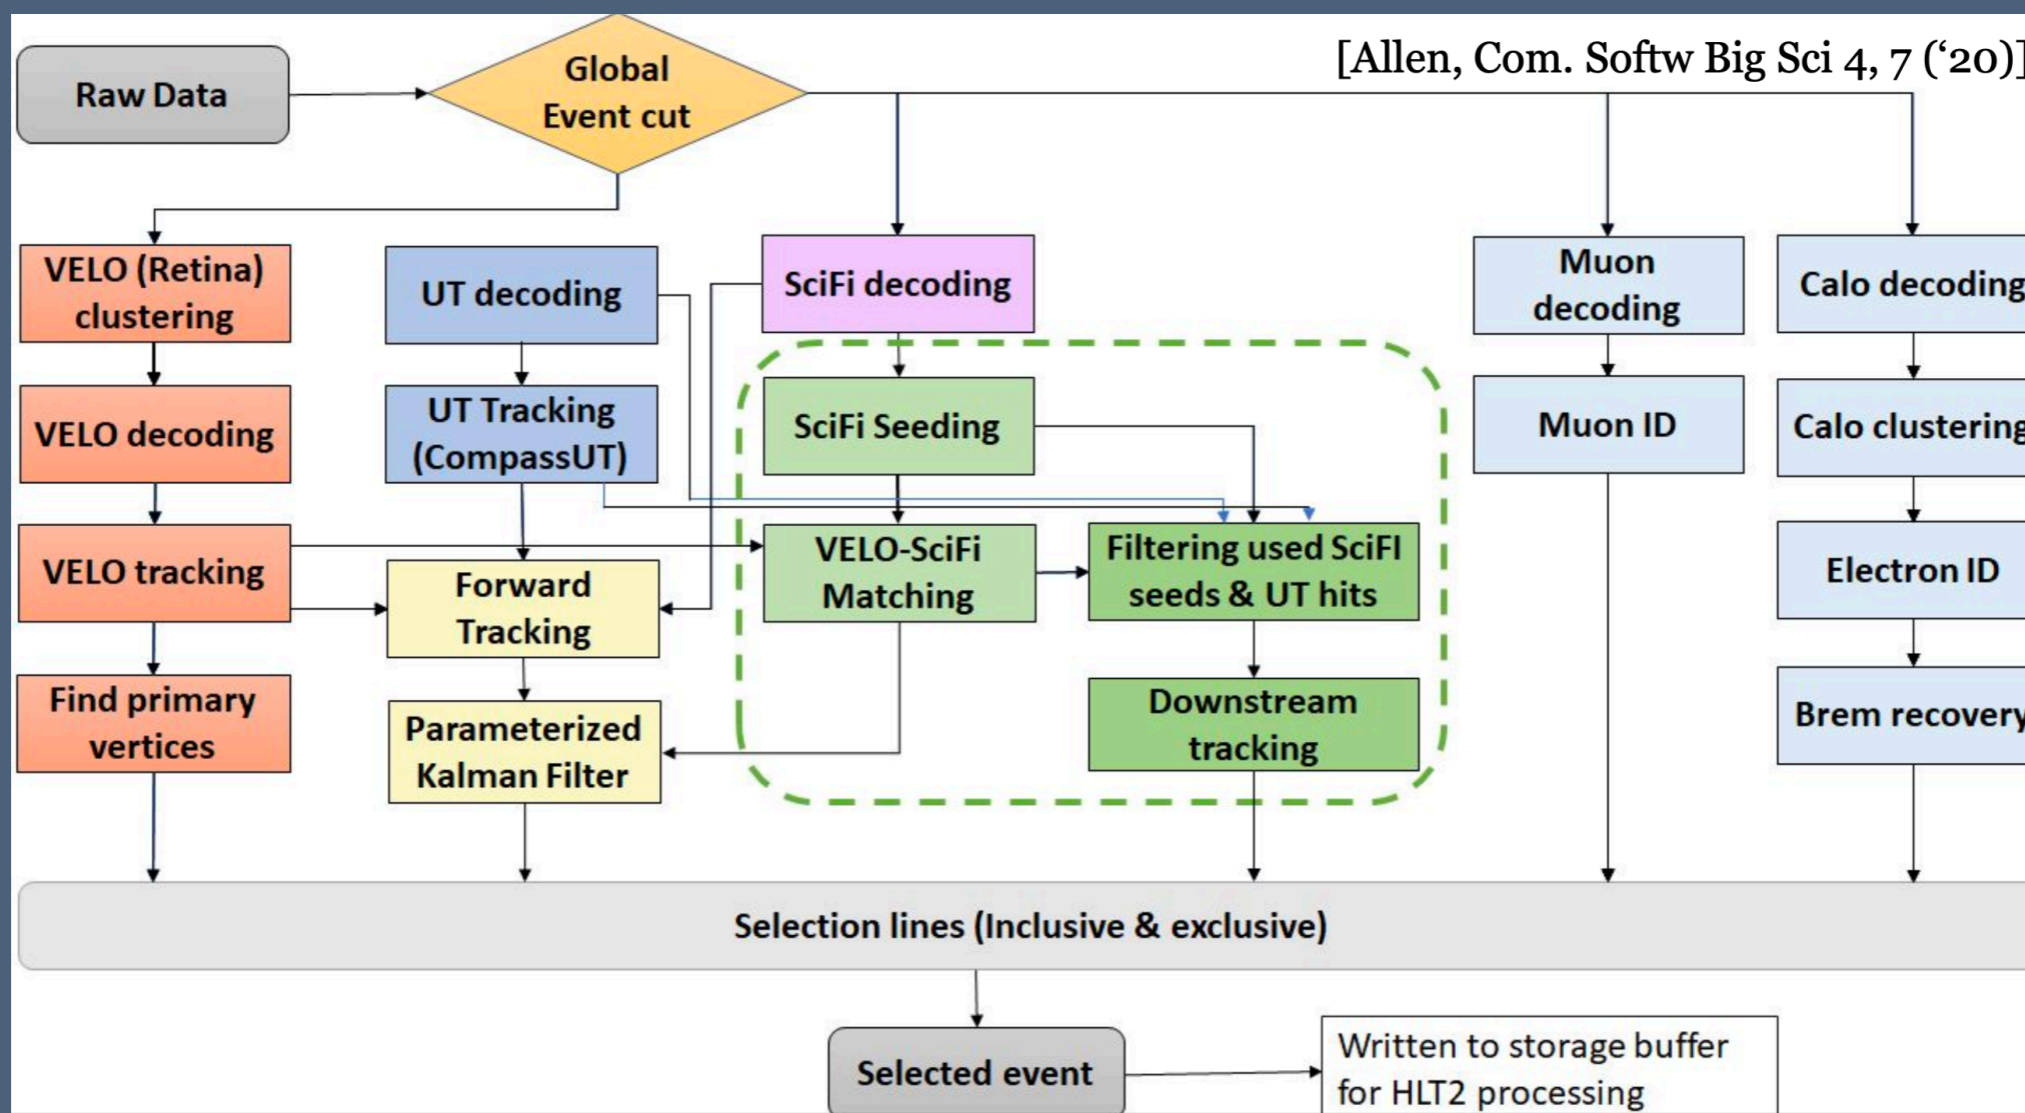 [Allen, Com. Softw Big Sci 4, 7 (‘20)]
Raw Data
Global
Event cut
VELO (Retina)
clustering
UT decoding
SciFi decoding
Muon
decoding
Calo decoding
VELO decoding
UT Tracking
(CompassUT)
SciFi Seeding
Muon ID
Calo clustering
VELO tracking
Forward
Tracking
VELO-SciFi
Matching
Filtering used SciFI
seeds & UT hits
Electron ID
Find primary
vertices
Parameterized
Kalman Filter
Downstream
tracking
Brem recovery
Selection lines (Inclusive & exclusive)
Selected event
Written to storage buffer
for HLT2 processing